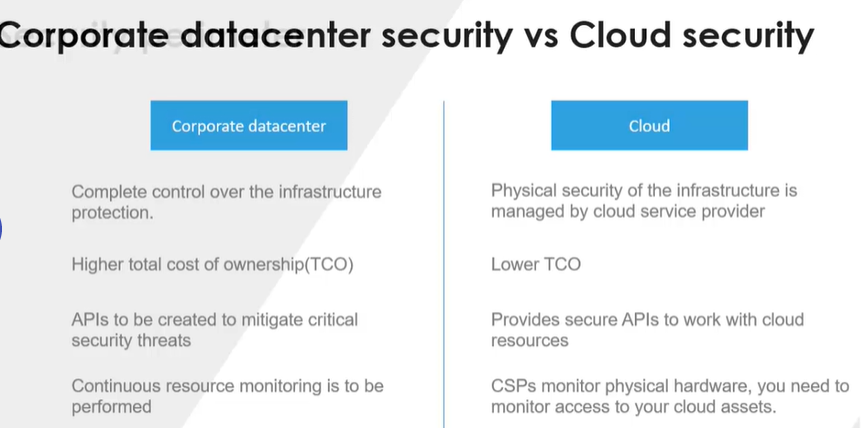 Corporate datacenter security vs Cloud security
Corporate datacenter
Cloud
Complete control over the infrastructure
protection.
Physical security of the infrastructure is
managed by cloud service provider
Higher total cost of ownership(TCO)
Lower TCO
APIs to be created to mitigate critical
security threats
Provides secure APIs to work with cloud
resources
Continuous resource monitoring is to be
performed
CSPs monitor physical hardware, you need to
monitor access to your cloud assets.